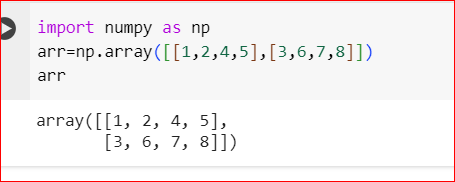 import numpy as np
arr=np.array([[1,2,4,5],[3,6,7,8]])
arr
array([[1, 2, 4, 5],
       [3, 6, 7, 8]])